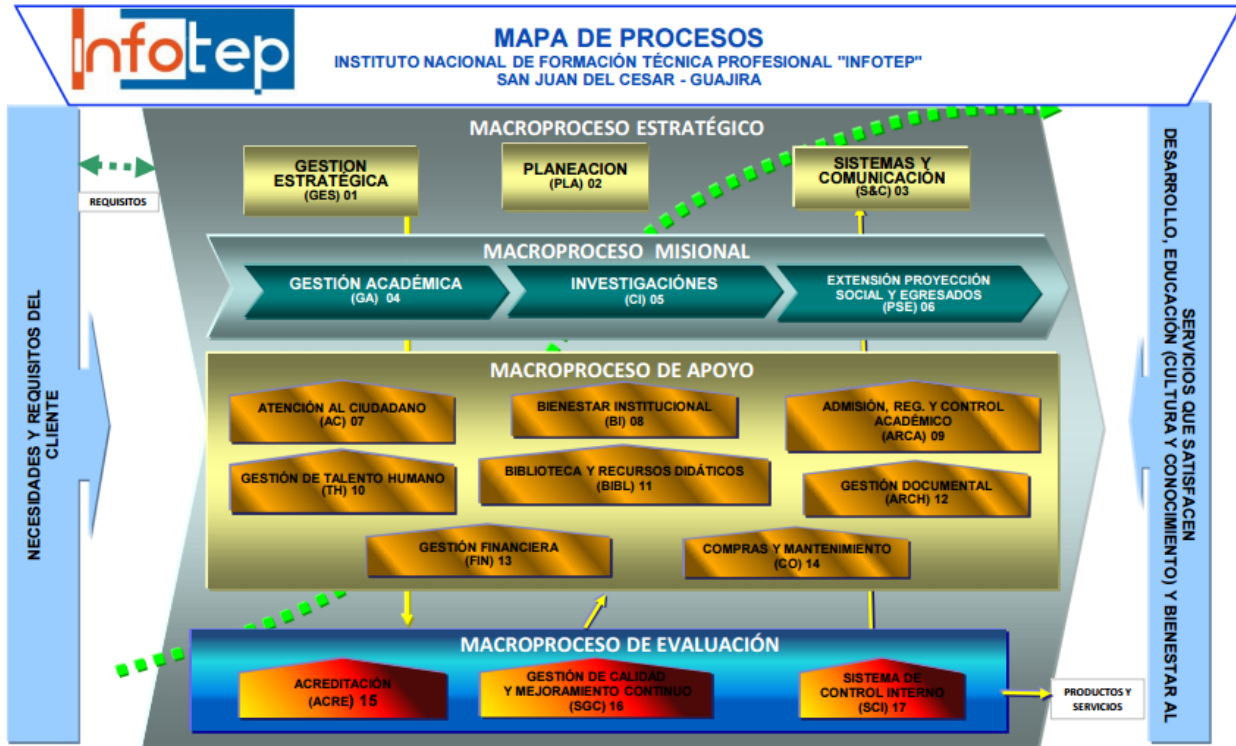 infotep
MAPA DE PROCESOS
INSTITUTO NACIONAL DE FORMACIÓN TÉCNICA PROFESIONAL "INFOTEP"
SAN JUAN DEL CESAR - GUAJIRA
NECESIDADES Y REQUISITOS DEL
CLIENTE
REQUISITOS
MACROPROCESO ESTRATÉGICO
GESTION
ESTRATÉGICA
(GES) 01
PLANEACION
(PLA) 02
SISTEMAS Y
COMUNICACIÓN
(S&C) 03
MACROPROCESO MISIONAL
GESTIÓN ACADÉMICA
(GA) 04
INVESTIGACIÓNES
(CI) 05
EXTENSIÓN PROYECCIÓN
SOCIAL Y EGRESADOS
(PSE) 06
MACROPROCESO DE APOYO
ATENCIÓN AL CIUDADANO
(AC) 07
BIENESTAR INSTITUCIONAL
(BI) 08
ADMISIÓN, REG. Y CONTROL
ACADÉMICO
(ARCA) 09
GESTIÓN DE TALENTO HUMANO
(TH) 10
BIBLIOTECA Y RECURSOS DIDÁTICOS
(BIBL) 11
GESTIÓN DOCUMENTAL
(ARCH) 12
GESTIÓN FINANCIERA
(FIN) 13
COMPRAS Y MANTENIMIENTO
(CO) 14
MACROPROCESO DE EVALUACIÓN
ACREDITACIÓN
(ACRE) 15
GESTIÓN DE CALIDAD
Y MEJORAMIENTO CONTINUO
(SGC) 16
SISTEMA DE
CONTROL INTERNO
(SCI) 17
PRODUCTOS Y
SERVICIOS
SERVICIOS QUE SATISFACEN
DESARROLLO, EDUCACIÓN (CULTURA Y CONOCIMIENTO) Y BIENESTAR AL